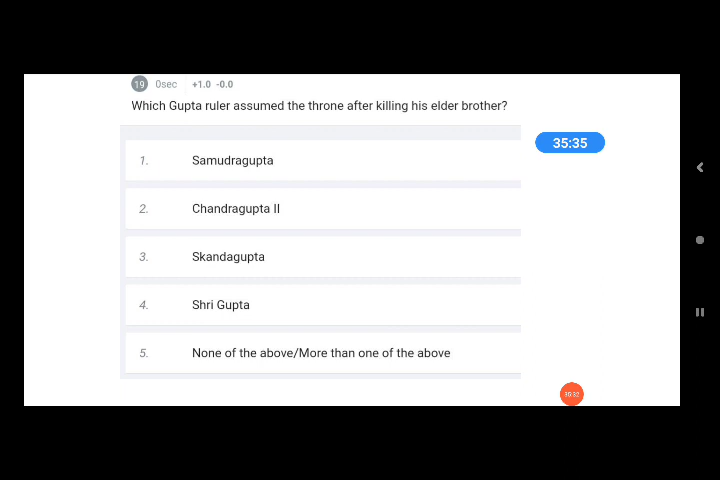 19 0sec +1.0 -0.0
Which Gupta ruler assumed the throne after killing his elder brother?
35:35
1. Samudragupta
2. Chandragupta II
3. Skandagupta
4. Shri Gupta
5. None of the above/More than one of the above